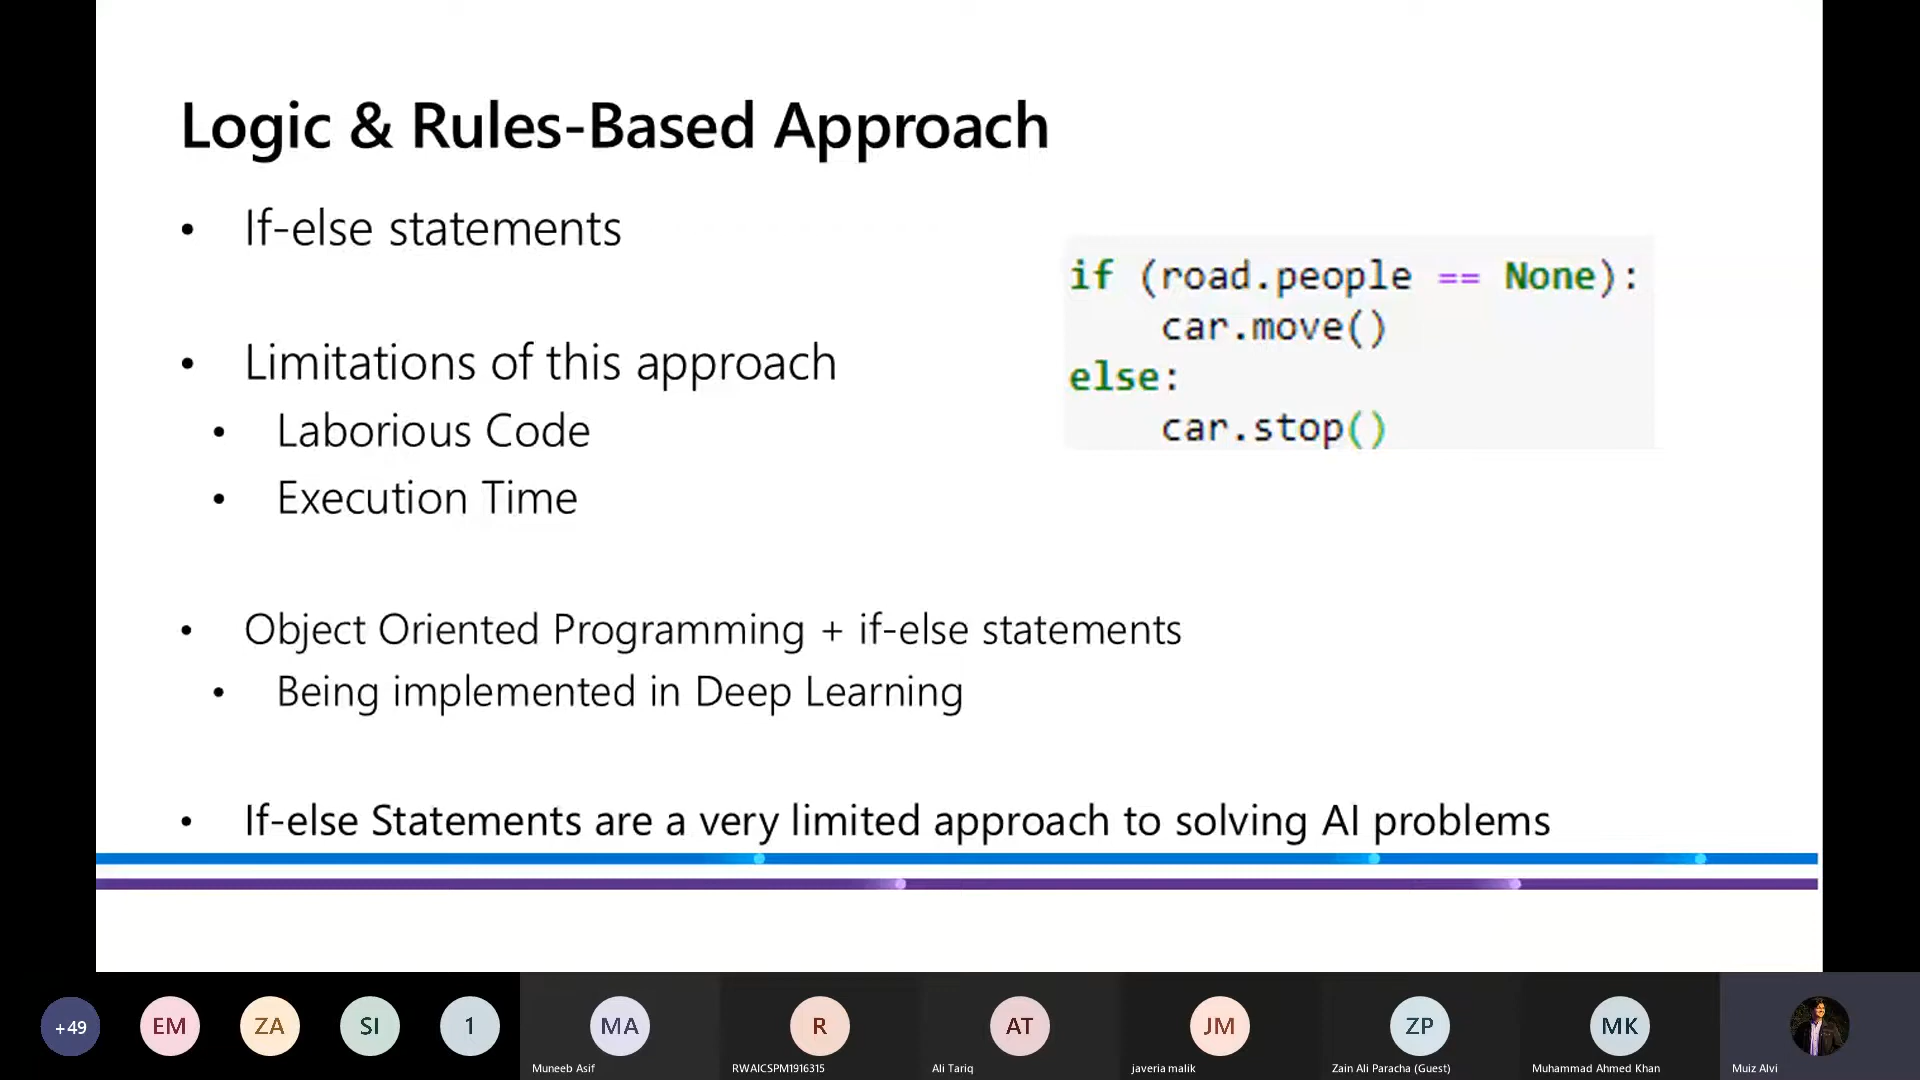 Logic & Rules-Based Approach
• If-else statements
• Limitations of this approach
• Laborious Code
• Execution Time
• Object Oriented Programming + if-else statements
• Being implemented in Deep Learning
• If-else Statements are a very limited approach to solving AI problems
if (road.people == None):
    car.move()
else:
    car.stop()
+49
EM
ZA
SI
1
MA
R
AT
JM
ZP
MK
Muneeb Asif
RWAICSPM1916315
Ali Tariq
javeria malik
Zain Ali Paracha (Guest)
Muhammad Ahmed Khan
Muiz Alvi